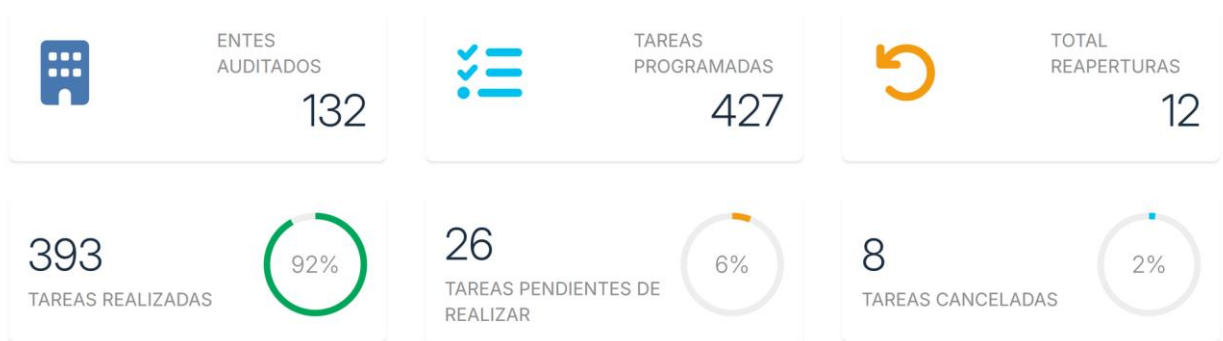 ENTES
AUDITADOS
132
TAREAS
PROGRAMADAS
427
TOTAL
REAPERTURAS
12
393
TAREAS REALIZADAS
92%
26
TAREAS PENDIENTES DE
REALIZAR
6%
8
TAREAS CANCELADAS
2%